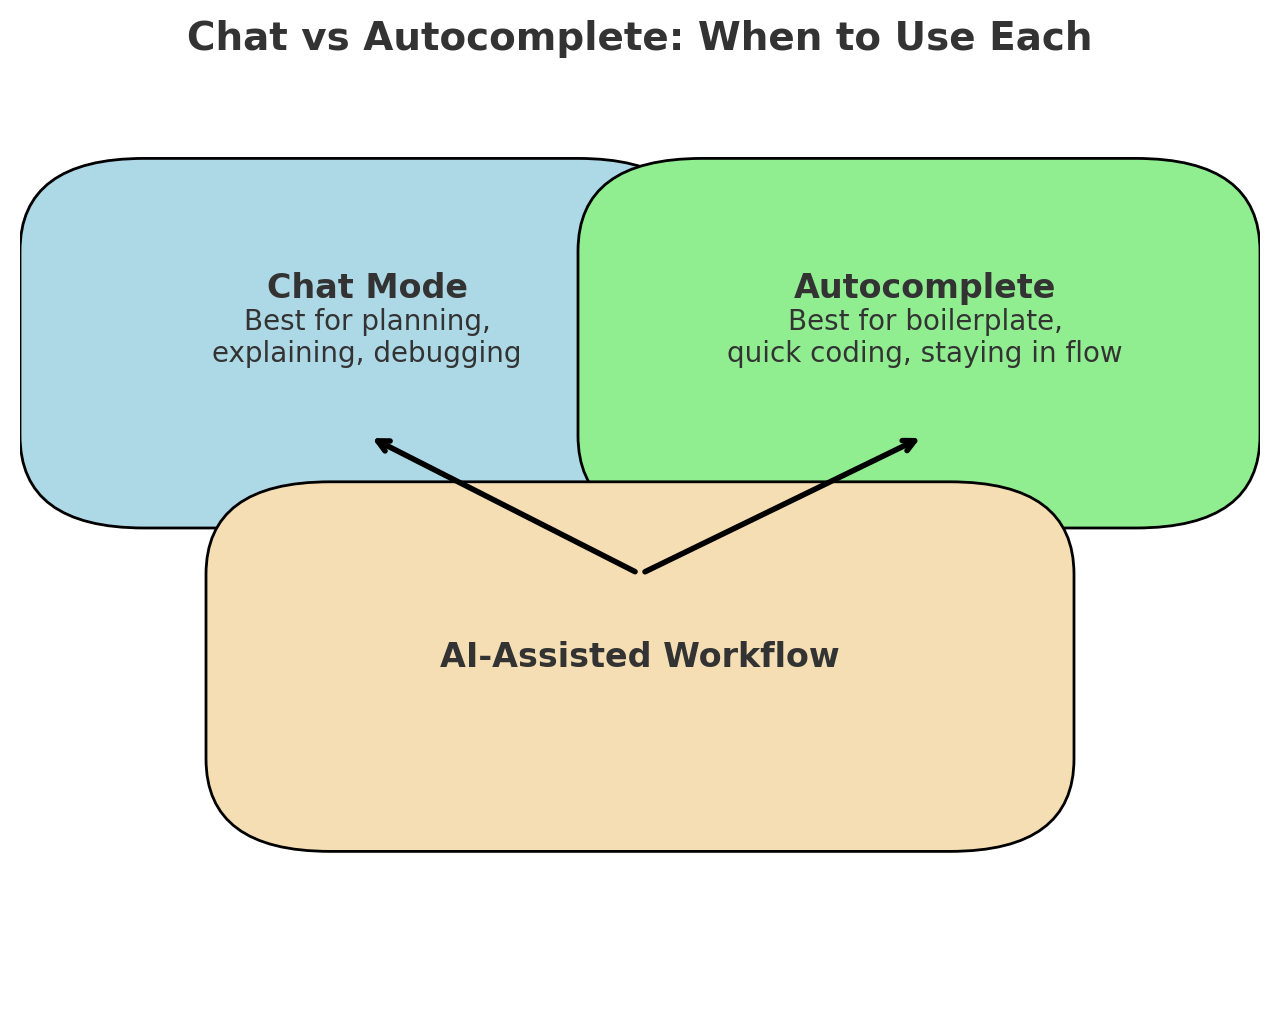 Chat vs Autocomplete: When to Use Each
Chat Mode
Best for planning,
explaining, debugging
Autocomplete
Best for boilerplate,
quick coding, staying in flow
AI-Assisted Workflow